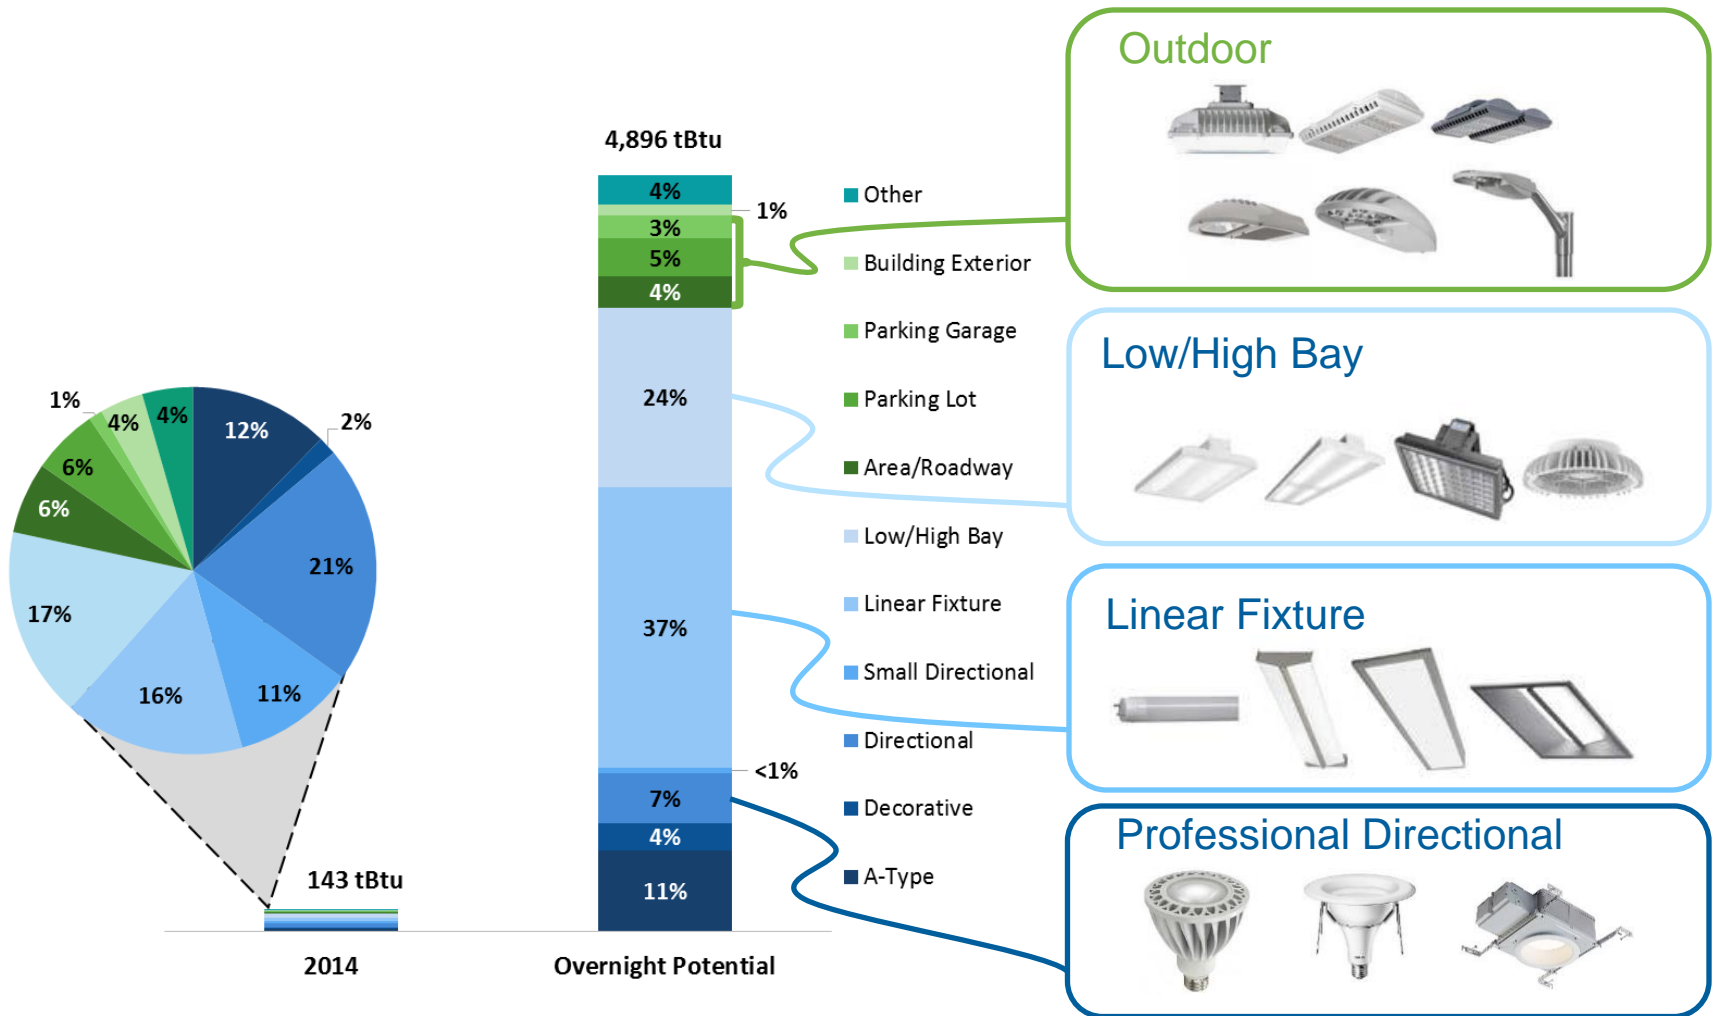 4,896 tBtu
4%
1%
3%
5%
4%
24%
37%
<1%
7%
4%
11%
Overnight Potential
1%
4%
4%
12%
2%
6%
6%
21%
17%
16%
11%
143 tBtu
2014
Other
Building Exterior
Parking Garage
Parking Lot
Area/Roadway
Low/High Bay
Linear Fixture
Small Directional
Directional
Decorative
A-Type
Outdoor
Low/High Bay
Linear Fixture
Professional Directional